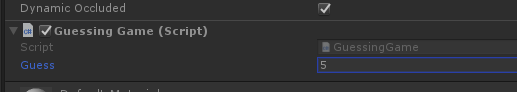 Dynamic Occluded
Guessing Game (Script)
Script GuessingGame
Guess 5